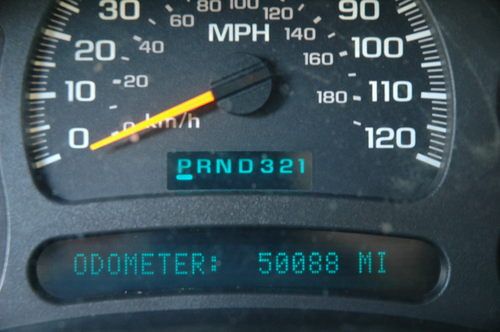 30 60 80 100 120 90
20 40 MPH 140 100
10 20 160 110
0 0 km/h 180 120
PRND321
ODOMETER: 50088 MI